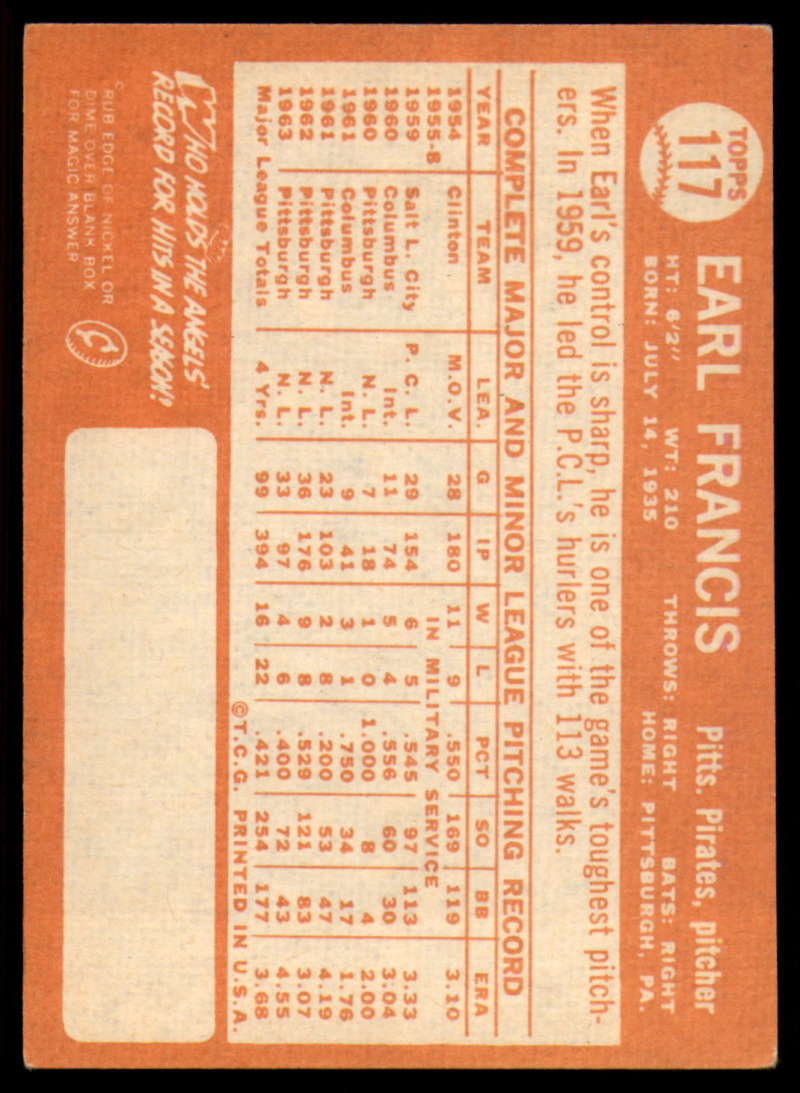 TOPPS
117
EARL FRANCIS Pitts. Pirates, pitcher
HT: 6'2" WT: 210 THROWS: RIGHT BATS: RIGHT
BORN: JULY 14, 1935 HOME: PITTSBURGH, PA.
When Earl's control is sharp, he is one of the game's toughest pitch-
ers. In 1959, he led the P.C.L.'s hurlers with 113 walks.
COMPLETE MAJOR AND MINOR LEAGUE PITCHING RECORD
YEAR TEAM LEA. G IP W L PCT SO BB ERA
1954 Clinton M.O.V. 28 180 11 9 .550 169 119 3.10
1955-8 IN MILITARY SERVICE
1959 Salt L. City P.C.L. 29 154 6 5 .545 97 113 3.33
1960 Columbus Int. 11 74 5 4 .556 60 30 3.04
1960 Pittsburgh N.L. 7 18 1 0 1.000 8 4 2.00
1961 Columbus Int. 9 41 3 1 .750 34 17 1.76
1961 Pittsburgh N.L. 23 103 2 8 .200 53 47 4.19
1962 Pittsburgh N.L. 36 176 9 8 .529 121 83 3.07
1963 Pittsburgh N.L. 33 97 4 6 .400 72 43 4.55
Major League Totals 4 Yrs. 99 394 16 22 .421 254 177 3.68
©T.C.G. PRINTED IN U.S.A.
WHO HOLDS THE ANGELS'
RECORD FOR HITS IN A SEASON?
RUB EDGE OF NICKEL OR
DIME OVER BLANK BOX
FOR MAGIC ANSWER